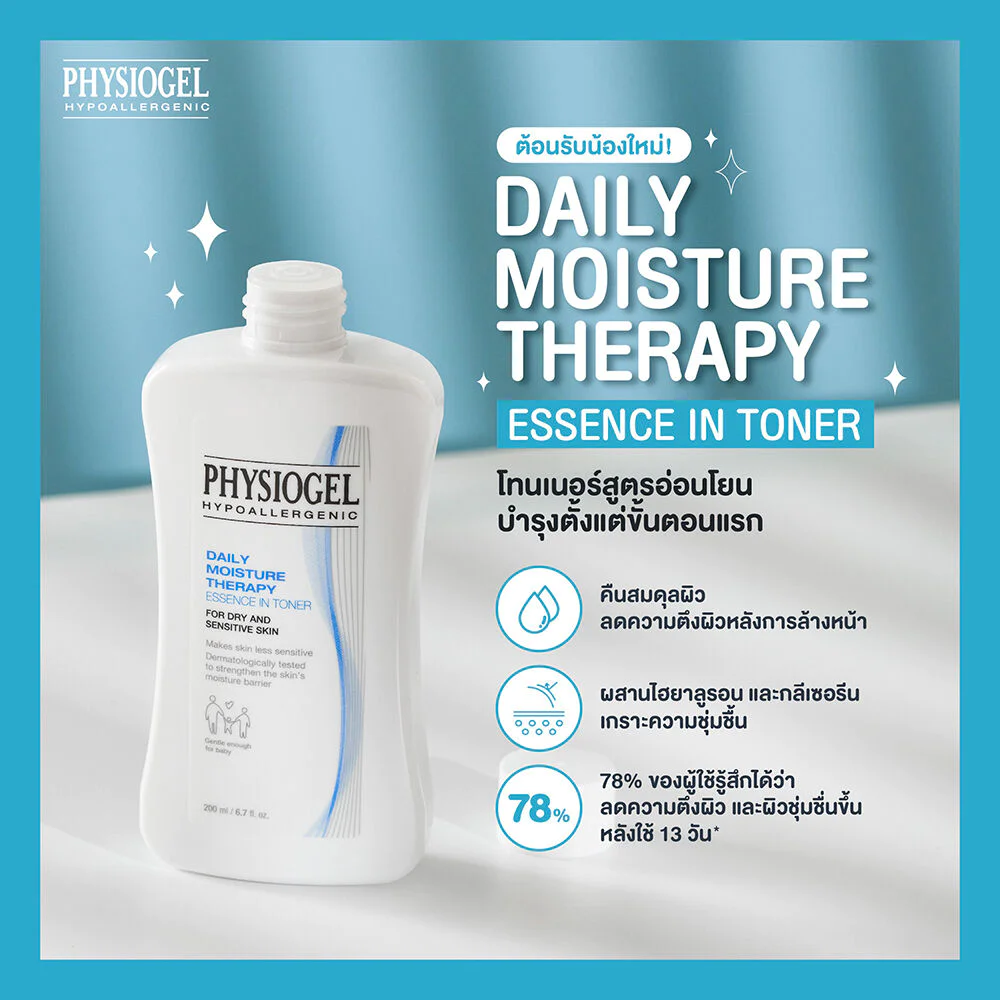 PHYSIOGEL
HYPOALLERGENIC
ต้อนรับน้องใหม่!
DAILY
MOISTURE
THERAPY
ESSENCE IN TONER
โทนเนอร์สูตรอ่อนโยน
บำรุงตั้งแต่ขั้นตอนแรก
คืนสมดุลผิว
ลดความตึงผิวหลังการล้างหน้า
ผสานไฮยาลูรอน และกลีเซอรีน
เกราะความชุ่มชื้น
78%
78% ของผู้ใช้รู้สึกได้ว่า
ลดความตึงผิว และผิวชุ่มชื่นขึ้น
หลังใช้ 13 วัน*
PHYSIOGEL
HYPOALLERGENIC
DAILY
MOISTURE
THERAPY
ESSENCE IN TONER
FOR DRY AND
SENSITIVE SKIN
Makes skin less sensitive
Dermatologically tested
to strengthen the skin's
moisture barrier
Gentle enough
for baby
200 ml / 6.7 fl. oz.